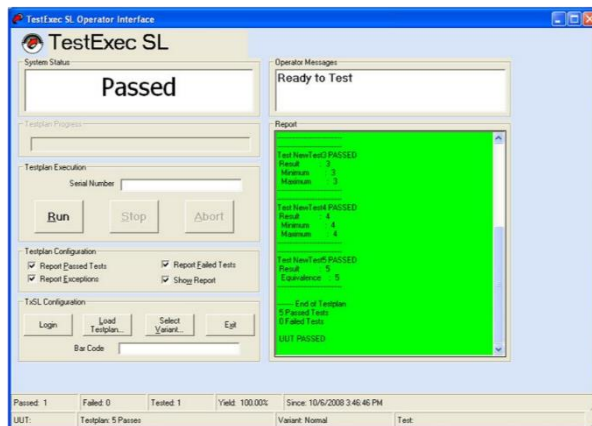 TestExec SL Operator Interface
TestExec SL
System Status
Passed
Operator Messages
Ready to Test
Testplan Progress
Report
Test NewTest3 PASSED
Result : 3
Minimum : 3
Maximum : 3
Test NewTest4 PASSED
Result : 4
Minimum : 4
Maximum : 4
Test NewTest5 PASSED
Result : 5
Equivalence : 5
------ End of Testplan
5 Passed Tests
0 Failed Tests
UUT PASSED
Testplan Execution
Serial Number
Run
Stop
Abort
Testplan Configuration
Report Passed Tests
Report Failed Tests
Report Exceptions
Show Report
TxSL Configuration
Login
Load Testplan...
Select Variant...
Exit
Bar Code
Passed: 1 Failed: 0 Tested: 1 Yield: 100.00% Since: 10/6/2008 3:46:46 PM
UUT: Testplan: 5 Passes Variant: Normal Test: